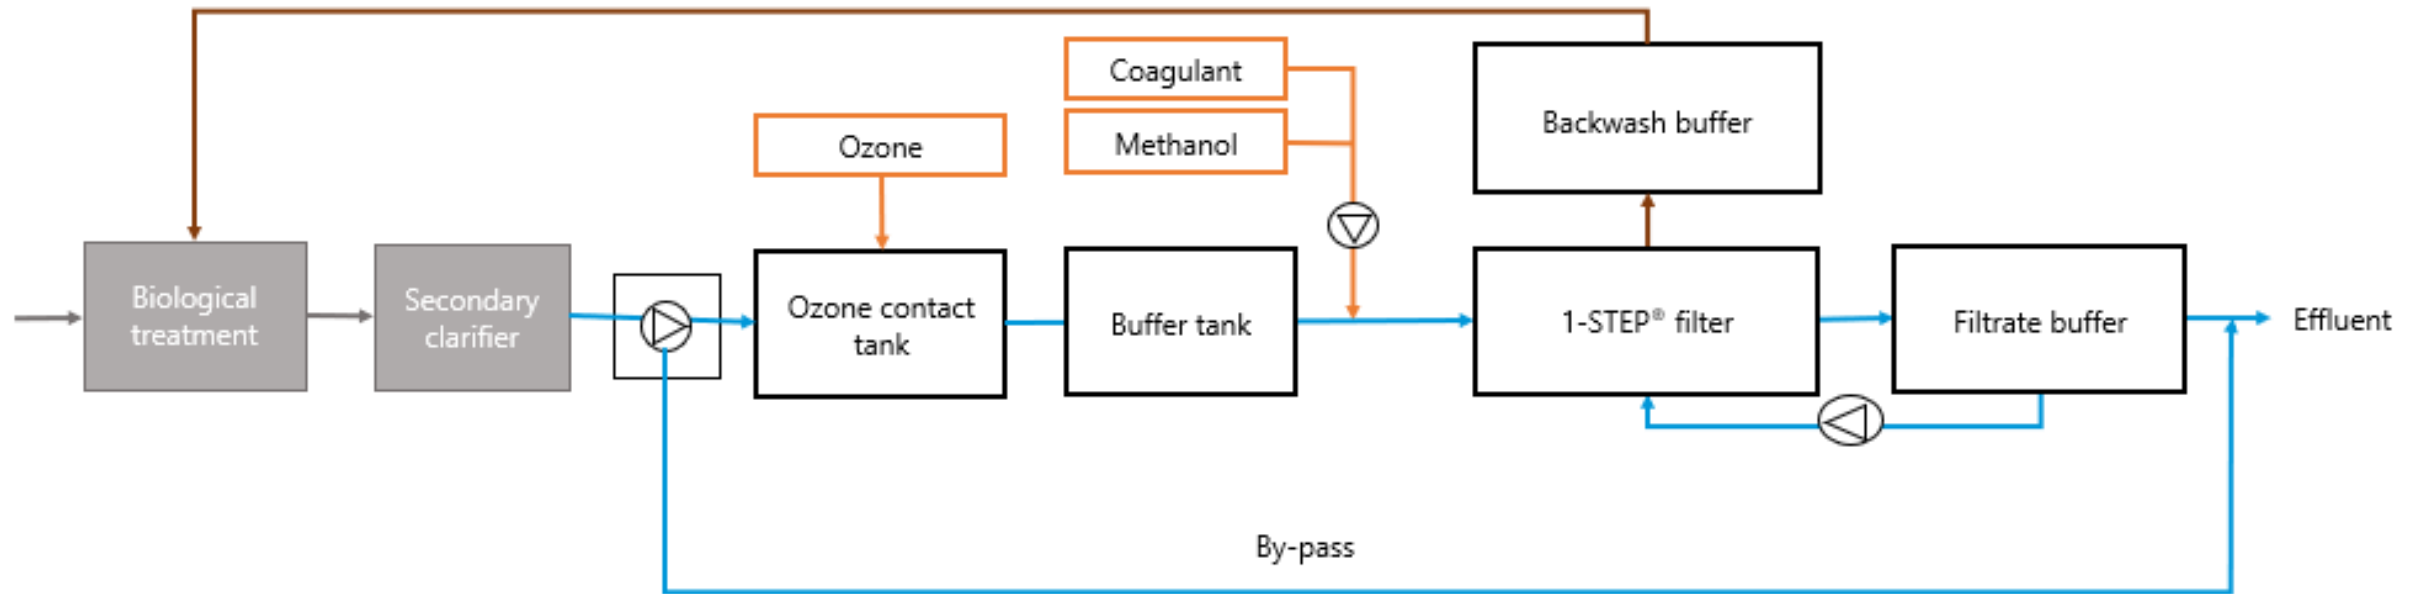 Coagulant
Methanol
Ozone
Backwash buffer
Biological
treatment
Secondary
clarifier
Ozone contact
tank
Buffer tank
1-STEP® filter
Filtrate buffer
Effluent
By-pass